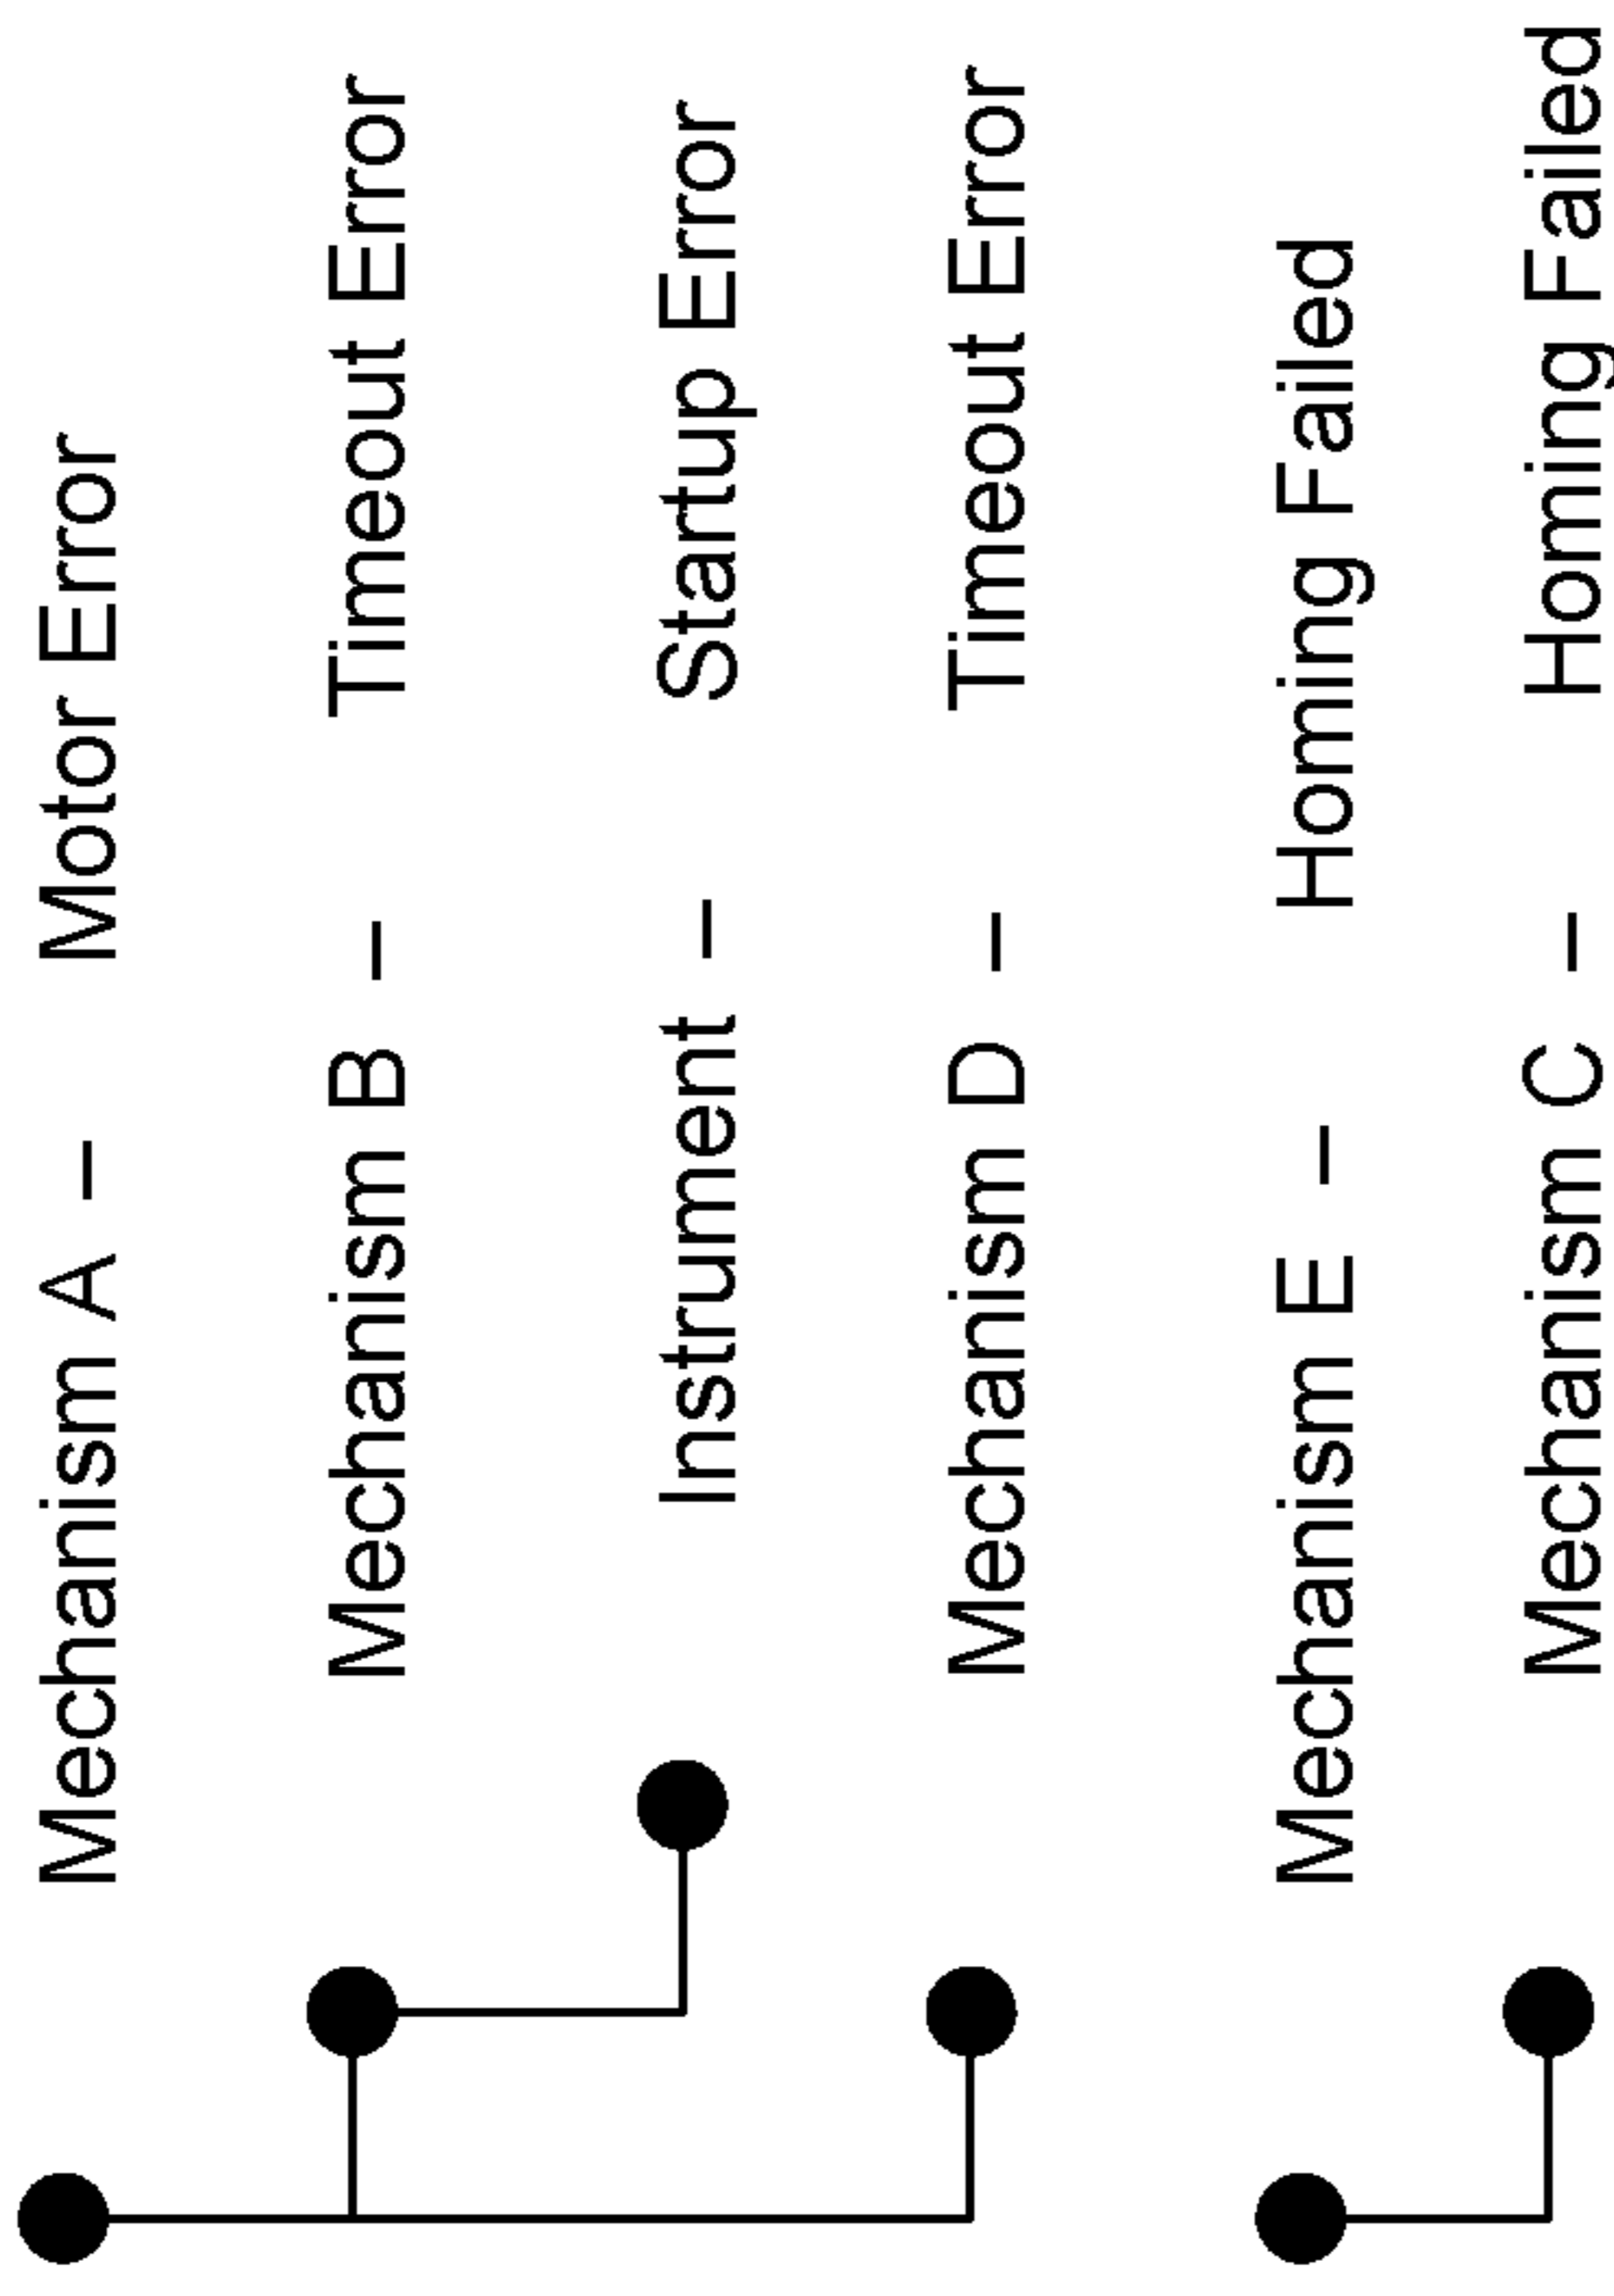 Mechanism A – Motor Error
Mechanism B – Timeout Error
Instrument – Startup Error
Mechanism D – Timeout Error
Mechanism E – Homing Failed
Mechanism C – Homing Failed